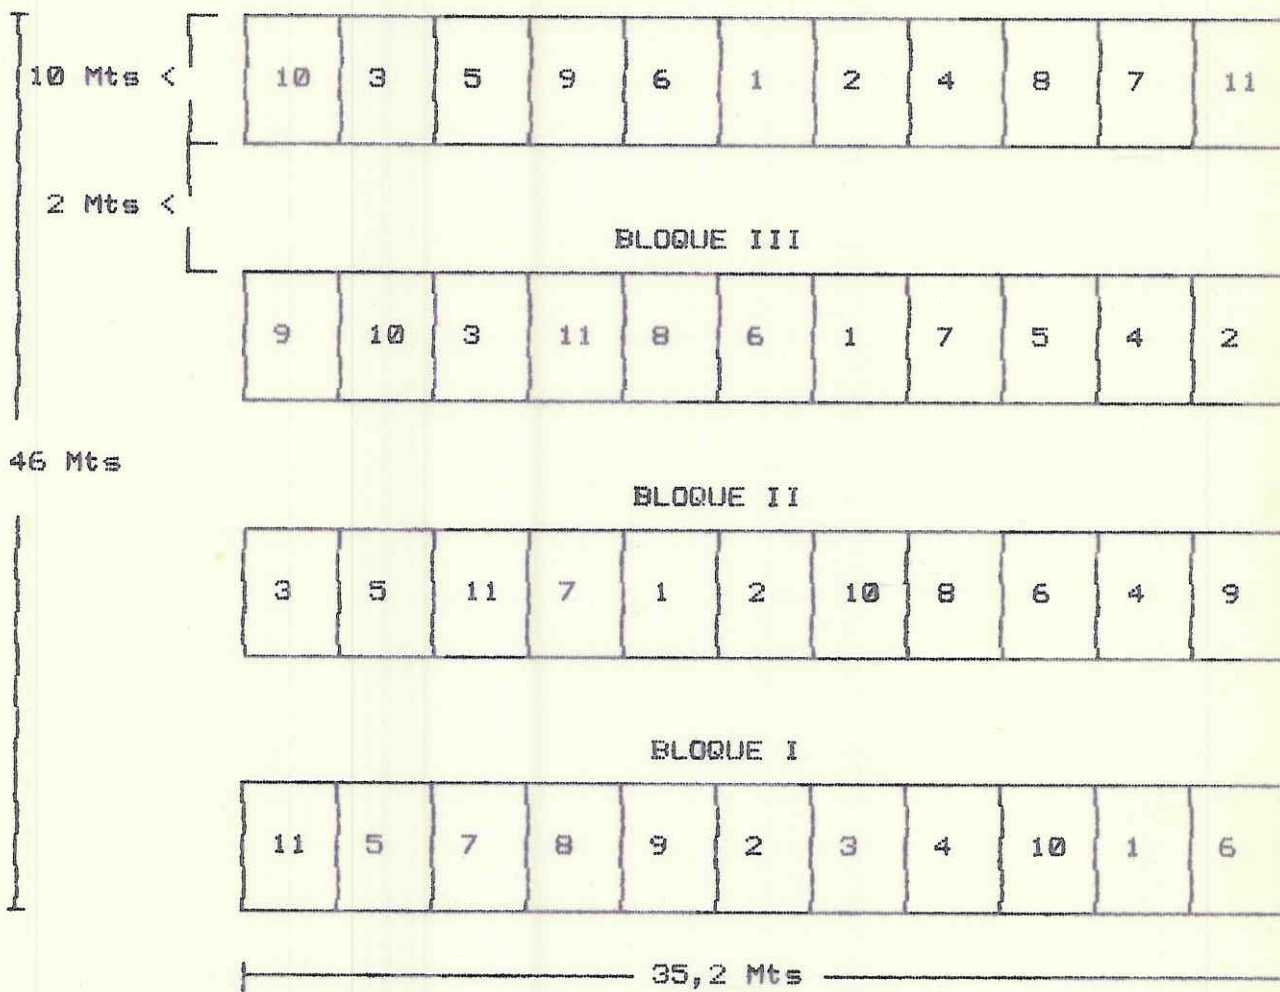 10 Mts <
10 3 5 9 6 1 2 4 8 7 11
2 Mts <
BLOQUE III
9 10 3 11 8 6 1 7 5 4 2
46 Mts
BLOQUE II
3 5 11 7 1 2 10 8 6 4 9
BLOQUE I
11 5 7 8 9 2 3 4 10 1 6
35,2 Mts